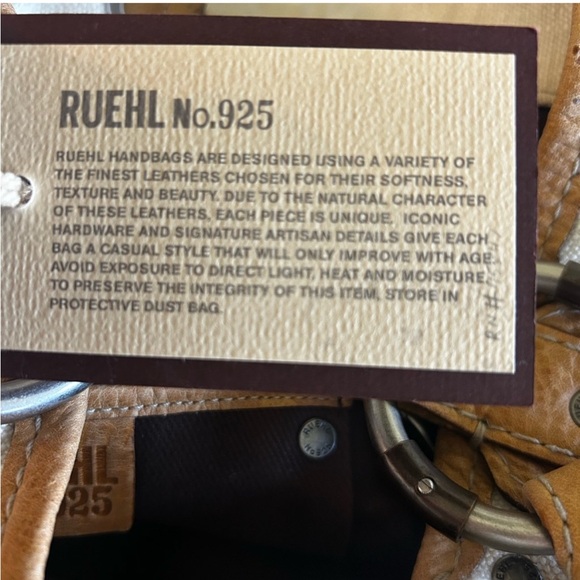 RUEHL No.925
RUEHL HANDBAGS ARE DESIGNED USING A VARIETY OF
THE FINEST LEATHERS CHOSEN FOR THEIR SOFTNESS,
TEXTURE AND BEAUTY. DUE TO THE NATURAL CHARACTER
OF THESE LEATHERS, EACH PIECE IS UNIQUE. ICONIC
HARDWARE AND SIGNATURE ARTISAN DETAILS GIVE EACH
BAG A CASUAL STYLE THAT WILL ONLY IMPROVE WITH AGE.
AVOID EXPOSURE TO DIRECT LIGHT, HEAT AND MOISTURE.
TO PRESERVE THE INTEGRITY OF THIS ITEM, STORE IN
PROTECTIVE DUST BAG.
EHL
925